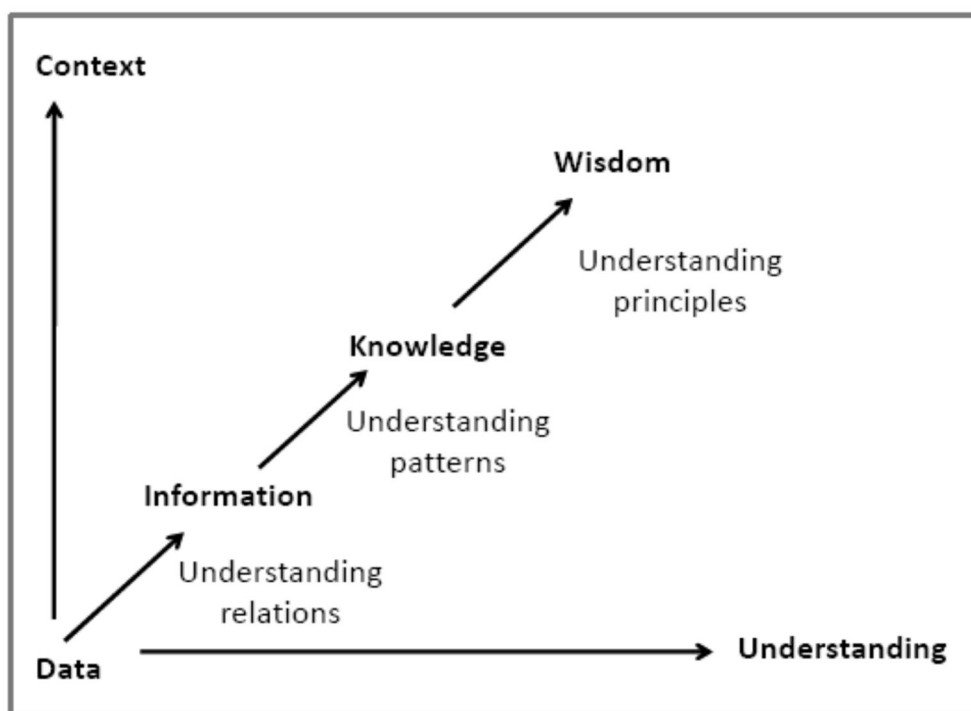 Context
Wisdom
Understanding
principles
Knowledge
Understanding
patterns
Information
Understanding
relations
Understanding
Data